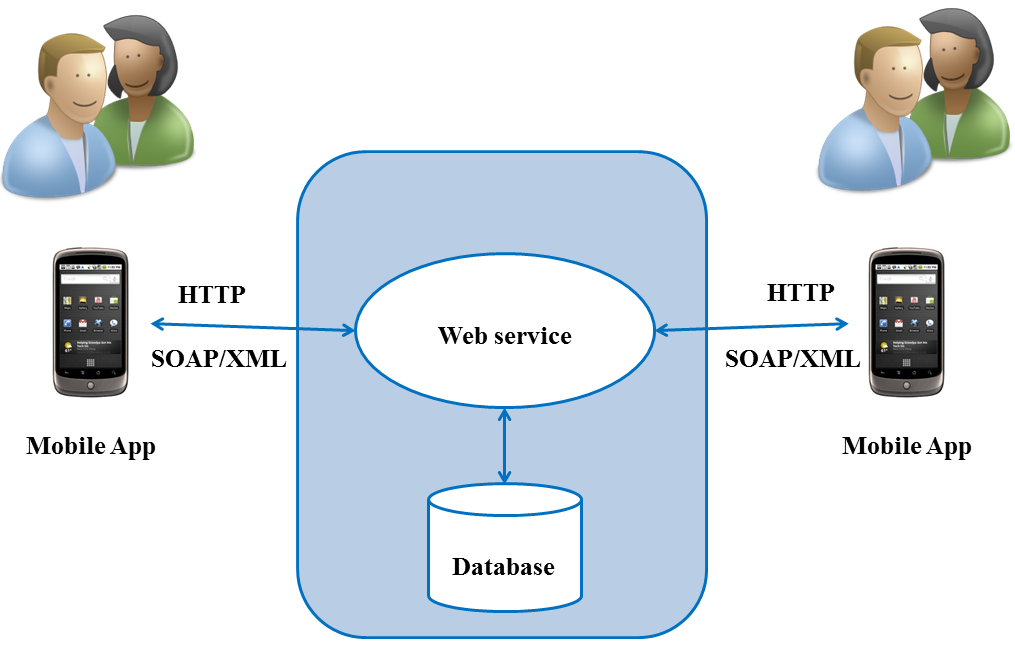 HTTP
HTTP
Web service
SOAP/XML
SOAP/XML
Mobile App
Mobile App
Database